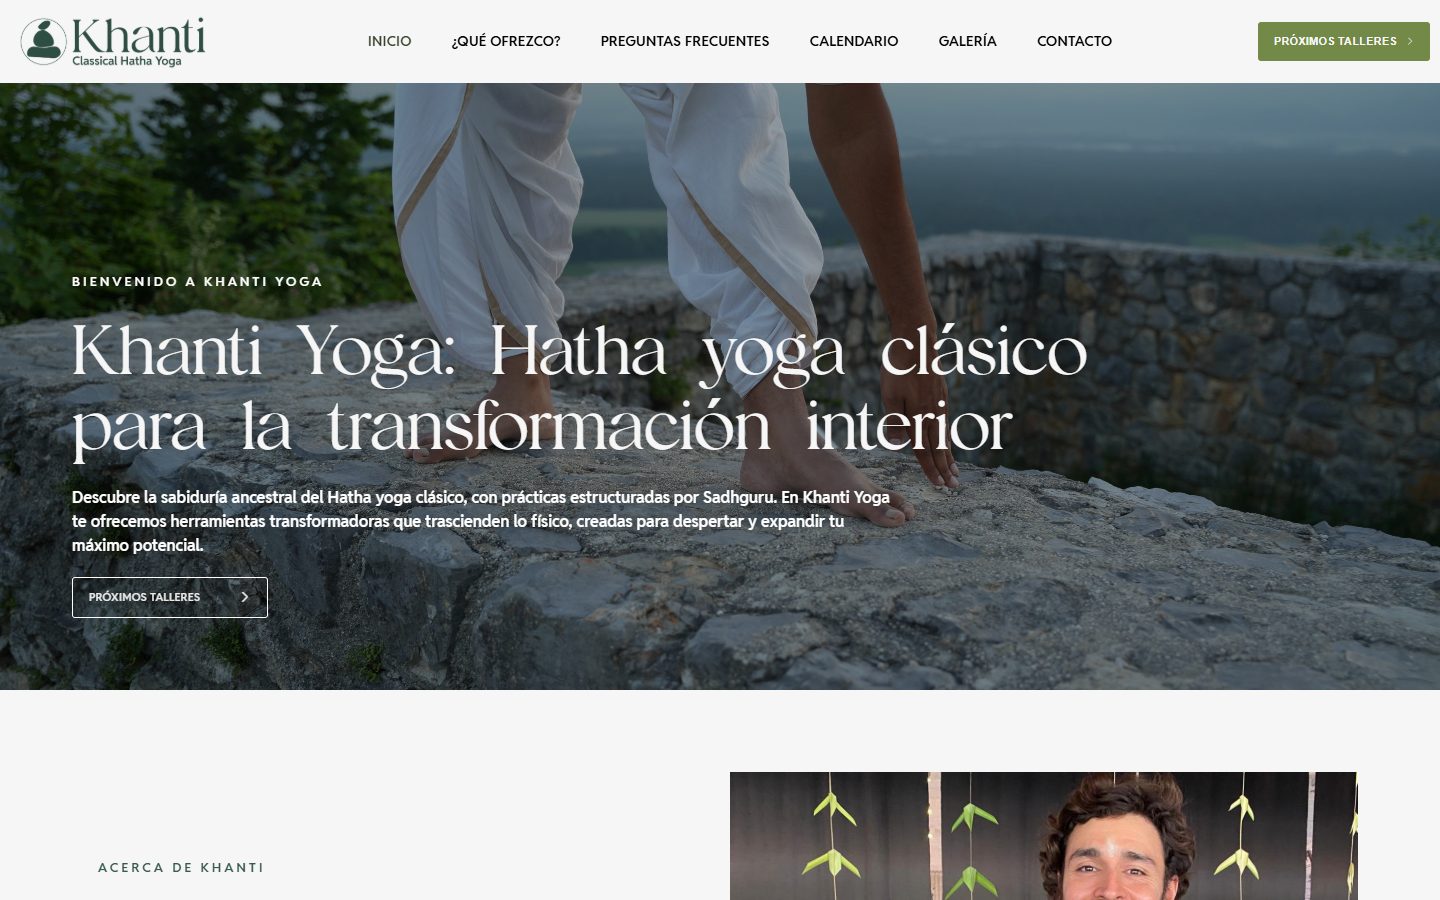 Khanti
Classical Hatha Yoga
INICIO
¿QUÉ OFREZCO?
PREGUNTAS FRECUENTES
CALENDARIO
GALERÍA
CONTACTO
PRÓXIMOS TALLERES
BIENVENIDO A KHANTI YOGA
Khanti Yoga: Hatha yoga clásico
para la transformación interior
Descubre la sabiduría ancestral del Hatha yoga clásico, con prácticas estructuradas por Sadhguru. En Khanti Yoga
te ofrecemos herramientas transformadoras que trascienden lo físico, creadas para despertar y expandir tu
máximo potencial.
PRÓXIMOS TALLERES
ACERCA DE KHANTI